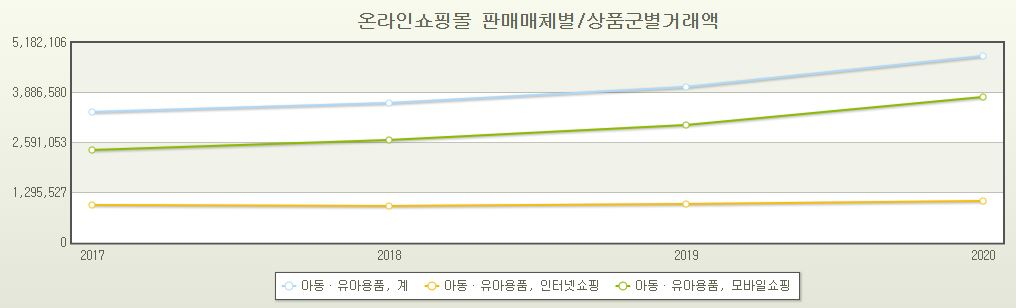 온라인쇼핑몰 판매매체별/상품군별거래액
5,182,106
3,886,580
2,591,053
1,295,527
0
2017 2018 2019 2020
아동·유아용품, 계 아동·유아용품, 인터넷쇼핑 아동·유아용품, 모바일쇼핑